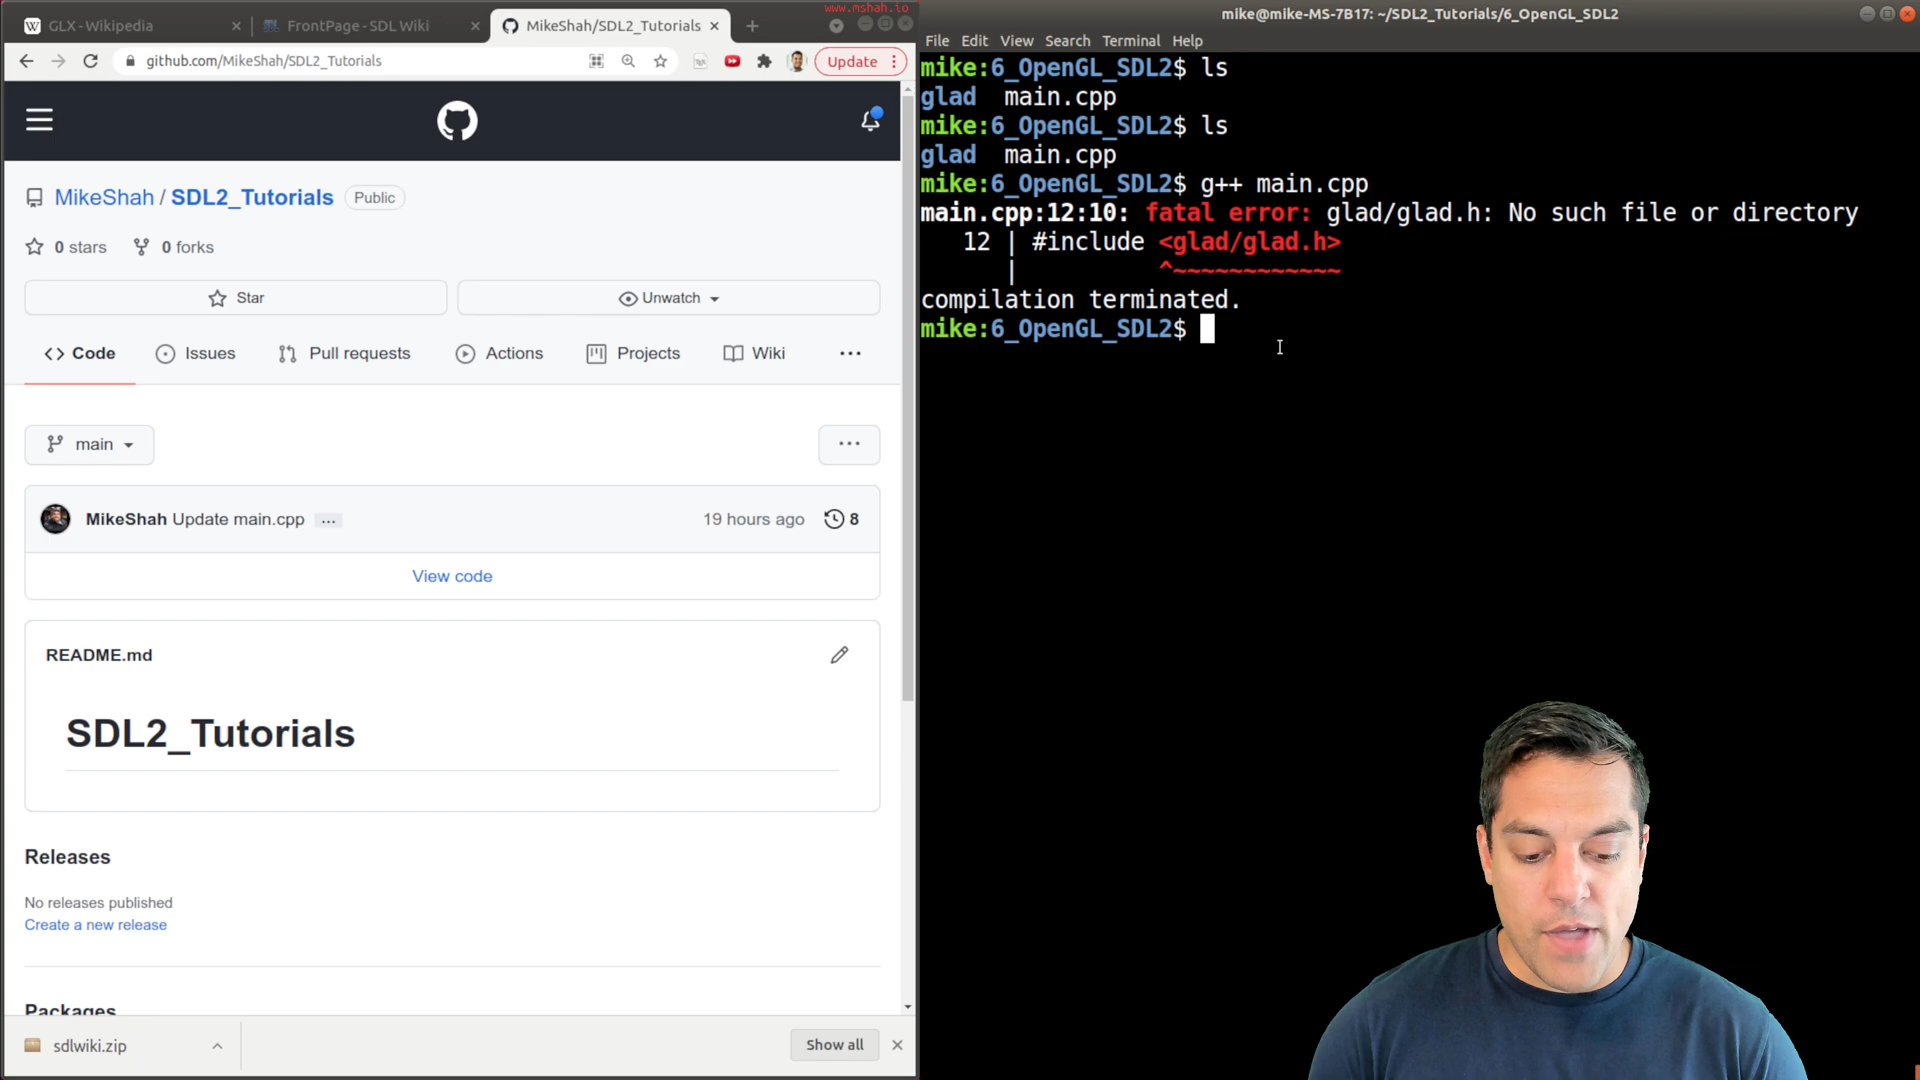 www.mshah.io
GLX - Wikipedia
FrontPage - SDL Wiki
MikeShah/SDL2_Tutorials
github.com/MikeShah/SDL2_Tutorials
Update
MikeShah / SDL2_Tutorials
Public
0 stars
0 forks
Star
Unwatch
Code
Issues
Pull requests
Actions
Projects
Wiki
main
MikeShah Update main.cpp
19 hours ago
8
View code
README.md
SDL2_Tutorials
Releases
No releases published
Create a new release
Packages
sdlwiki.zip
Show all
mike@mike-MS-7B17: ~/SDL2_Tutorials/6_OpenGL_SDL2
File Edit View Search Terminal Help
mike:6_OpenGL_SDL2$ ls
glad main.cpp
mike:6_OpenGL_SDL2$ ls
glad main.cpp
mike:6_OpenGL_SDL2$ g++ main.cpp
main.cpp:12:10: fatal error: glad/glad.h: No such file or directory
12 | #include <glad/glad.h>
| ^~~~~~~~~~~~~
compilation terminated.
mike:6_OpenGL_SDL2$